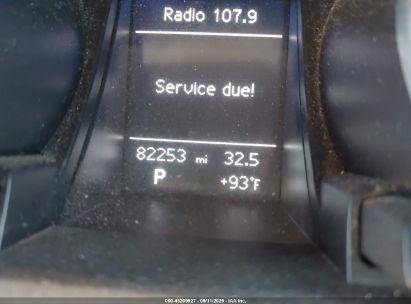 Radio 107.9
Service due!
82253 mi 32.5
P +93°F